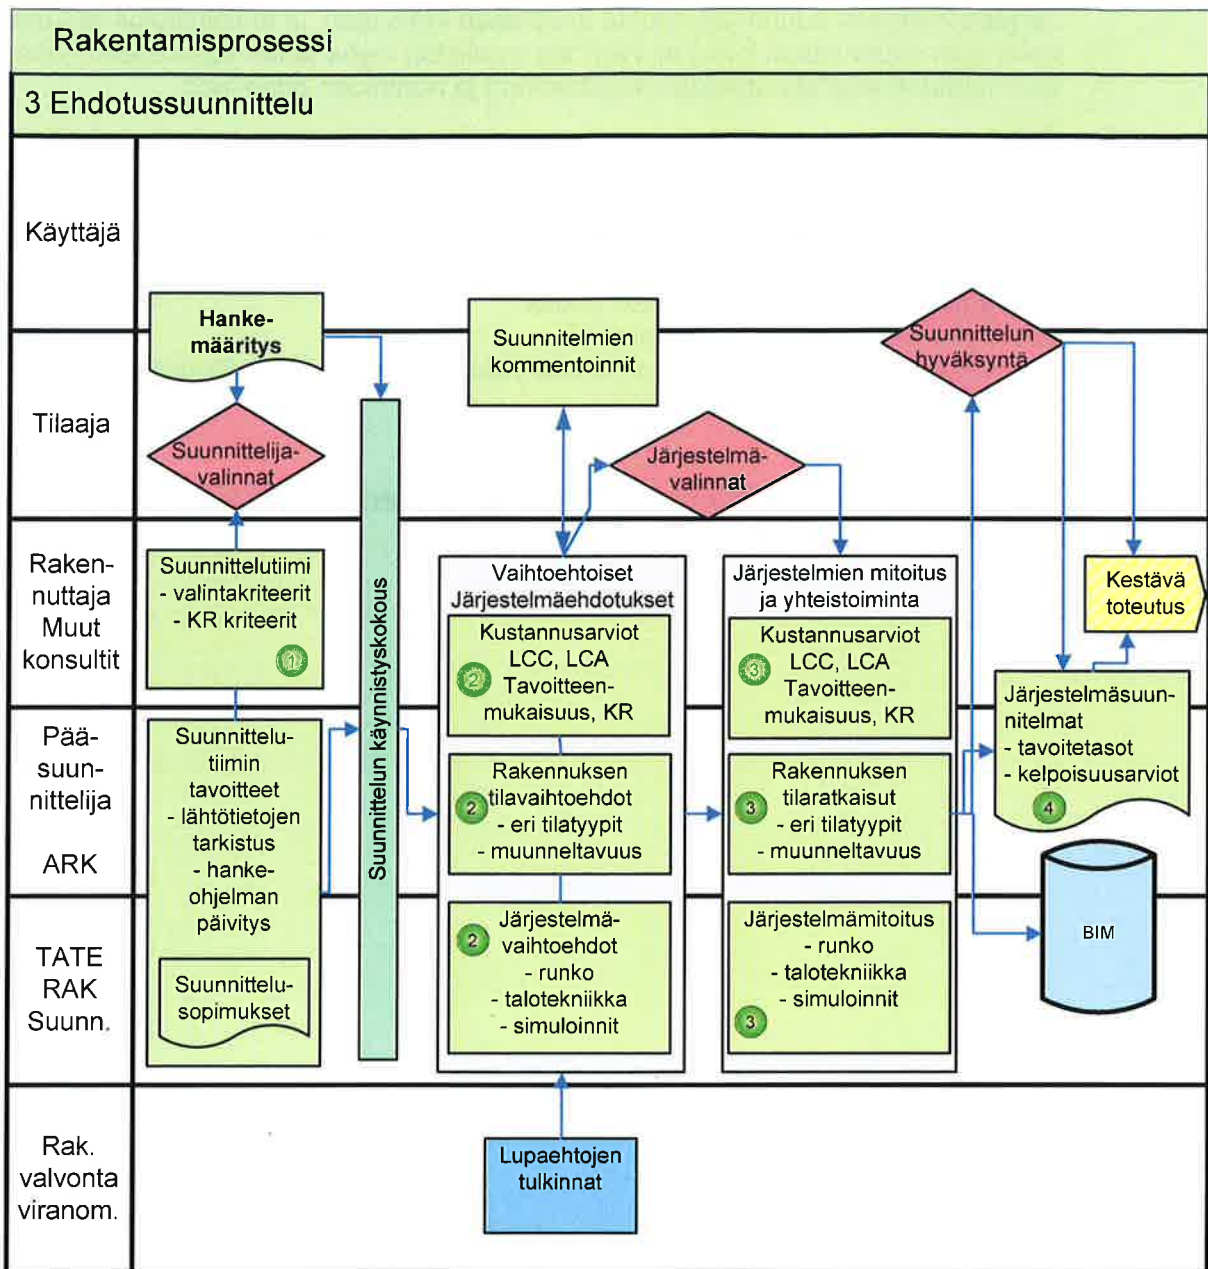 Rakentamisprosessi
3 Ehdotussuunnittelu
Käyttäjä
Hanke-
määritys
Suunnitelmien
kommentoinnit
Suunnittelun
hyväksyntä
Tilaaja
Suunnittelija-
valinnat
Järjestelmä-
valinnat
Raken-
nuttaja
Muut
konsultit
Suunnittelutiimi
- valintakriteerit
- KR kriteerit
1
Suunnittelun käynnistyskokous
Vaihtoehtoiset
Järjestelmäehdotukset
Kustannusarviot
LCC, LCA
Tavoitteen-
mukaisuus, KR
2
Järjestelmien mitoitus
ja yhteistoiminta
Kustannusarviot
LCC, LCA
Tavoitteen-
mukaisuus, KR
3
Kestävä
toteutus
Pää-
suun-
nittelija
ARK
Suunnittelu-
tiimin
tavoitteet
- lähtötietojen
tarkistus
- hanke-
ohjelman
päivitys
Rakennuksen
tilavaihtoehdot
- eri tilatyypit
- muunneltavuus
2
Rakennuksen
tilaratkaisut
- eri tilatyypit
- muunneltavuus
3
Järjestelmäsuun-
nitelmat
- tavoitetasot
- kelpoisuusarviot
4
TATE
RAK
Suunn.
Suunnittelu-
sopimukset
Järjestelmä-
vaihtoehdot
- runko
- talotekniikka
- simuloinnit
2
Järjestelmämitoitus
- runko
- talotekniikka
- simuloinnit
3
BIM
Rak.
valvonta
viranom.
Lupaehtojen
tulkinnat